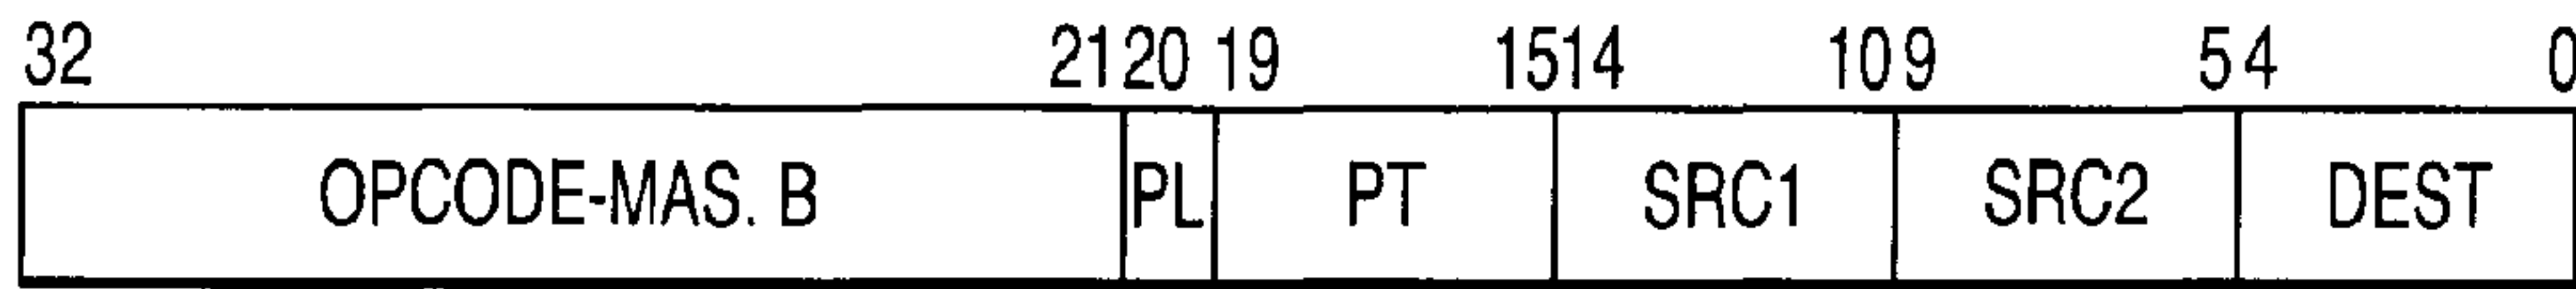 32 21 20 19 15 14 10 9 5 4 0
OPCODE-MAS. B PL PT SRC1 SRC2 DEST